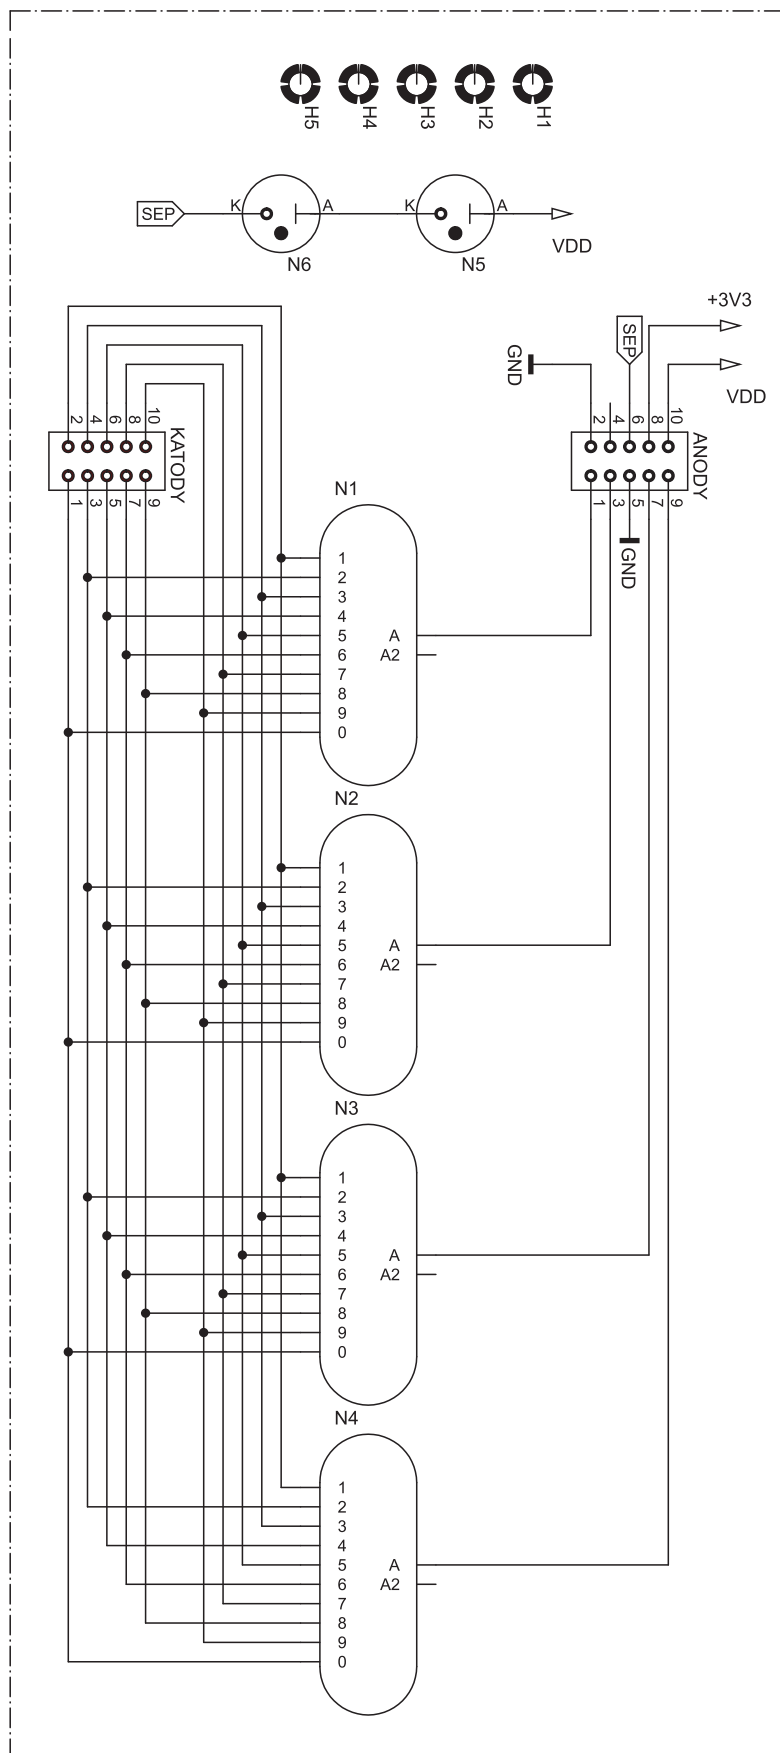 H5 H4 H3 H2 H1
SEP K A K A
N6 N5 VDD
+3V3
SEP
GND
VDD
2 4 6 8 10
KATODY
1 3 5 7 9
2 4 6 8 10
ANODY
1 3 5 7 9
GND
N1
1
2
3
4
5 A
6 A2
7
8
9
0
N2
1
2
3
4
5 A
6 A2
7
8
9
0
N3
1
2
3
4
5 A
6 A2
7
8
9
0
N4
1
2
3
4
5 A
6 A2
7
8
9
0